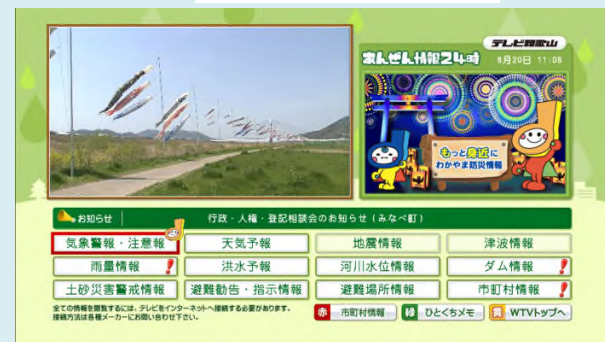 テレビ和歌山
あんぜん情報24時
8月20日 11:08
もっと身近に
わかやま防災情報
お知らせ
行政・人権・登記相談会のお知らせ(みなべ町)
気象警報・注意報
天気予報
地震情報
津波情報
雨量情報
洪水予報
河川水位情報
ダム情報
土砂災害警戒情報
避難勧告・指示情報
避難場所情報
市町村情報
全ての情報を閲覧するには、テレビをインターネットへ接続する必要があります。
接続方法は各種メーカーにお問い合わせ下さい。
赤 市町村情報 緑 ひとくちメモ 黄 WTVトップへ